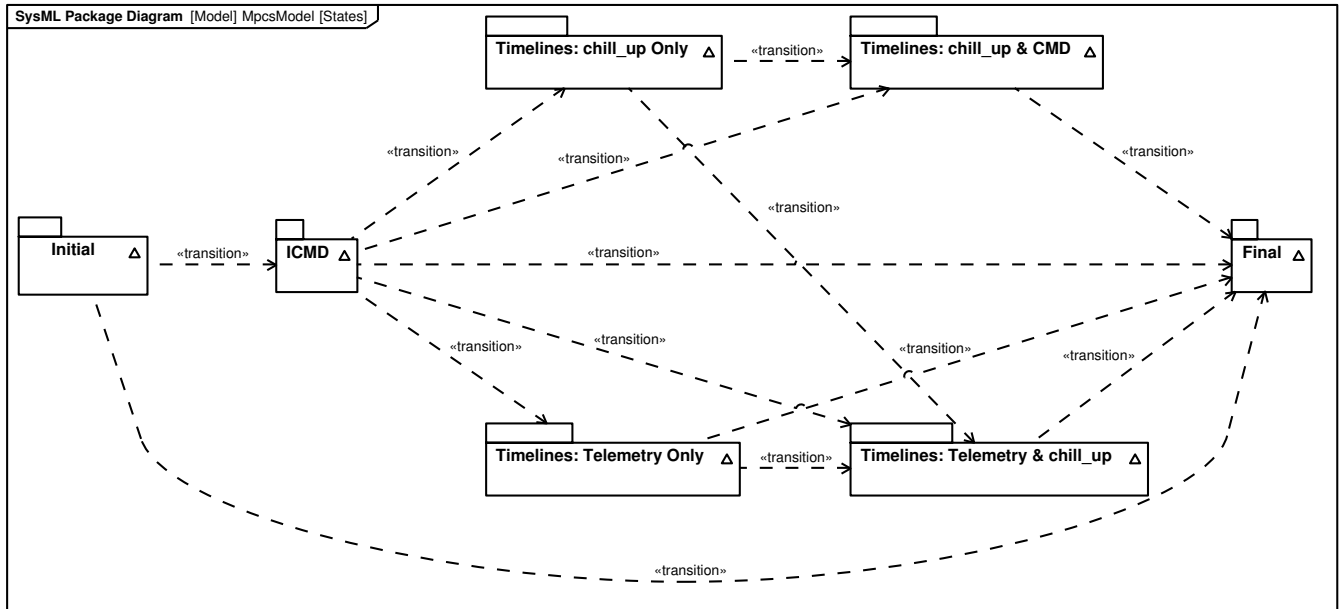 SysML Package Diagram [Model] MpcsModel [States]
Timelines: chill_up Only
«transition»
Timelines: chill_up & CMD
«transition»
«transition»
«transition»
«transition»
Initial
«transition»
ICMD
«transition»
Final
«transition»
«transition»
«transition»
«transition»
Timelines: Telemetry Only
«transition»
Timelines: Telemetry & chill_up
«transition»